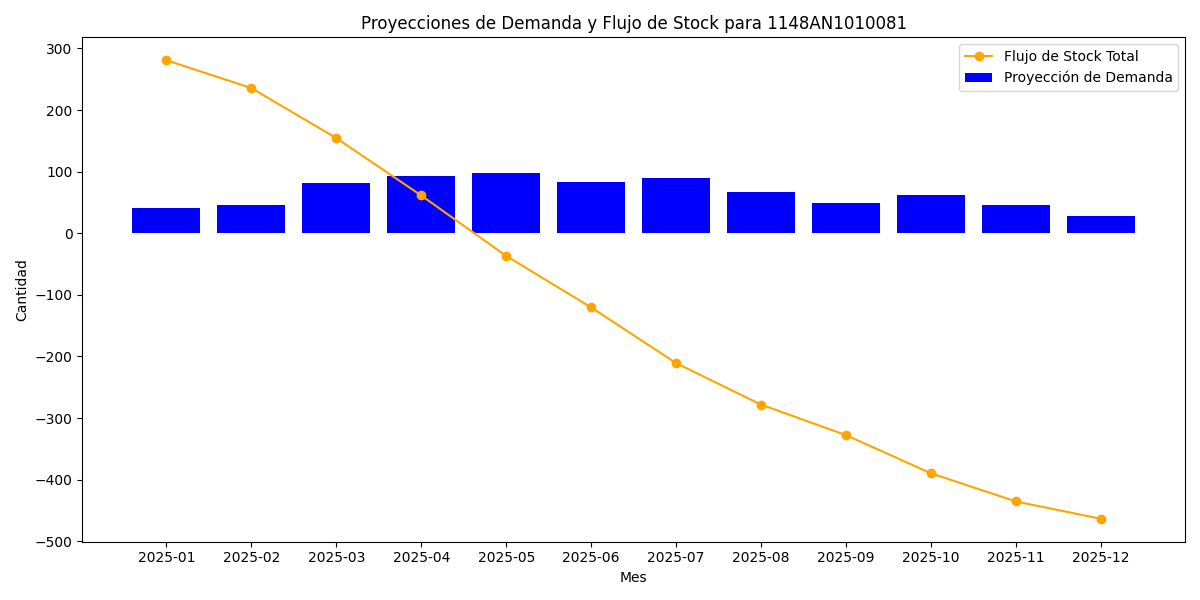 Proyecciones de Demanda y Flujo de Stock para 1148AN1010081
Flujo de Stock Total
Proyección de Demanda
Cantidad
300
200
100
0
−100
−200
−300
−400
−500
2025-01 2025-02 2025-03 2025-04 2025-05 2025-06 2025-07 2025-08 2025-09 2025-10 2025-11 2025-12
Mes